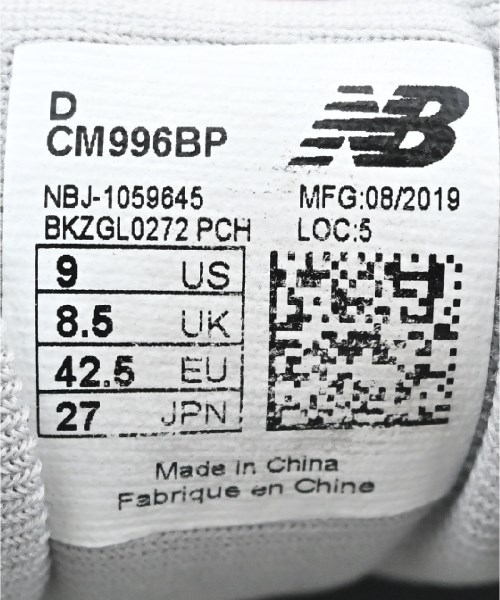 D
CM996BP
NB
NBJ-1059645 MFG:08/2019
BKZGL0272 PCH LOC:5
9 US
8.5 UK
42.5 EU
27 JPN
Made in China
Fabrique en Chine